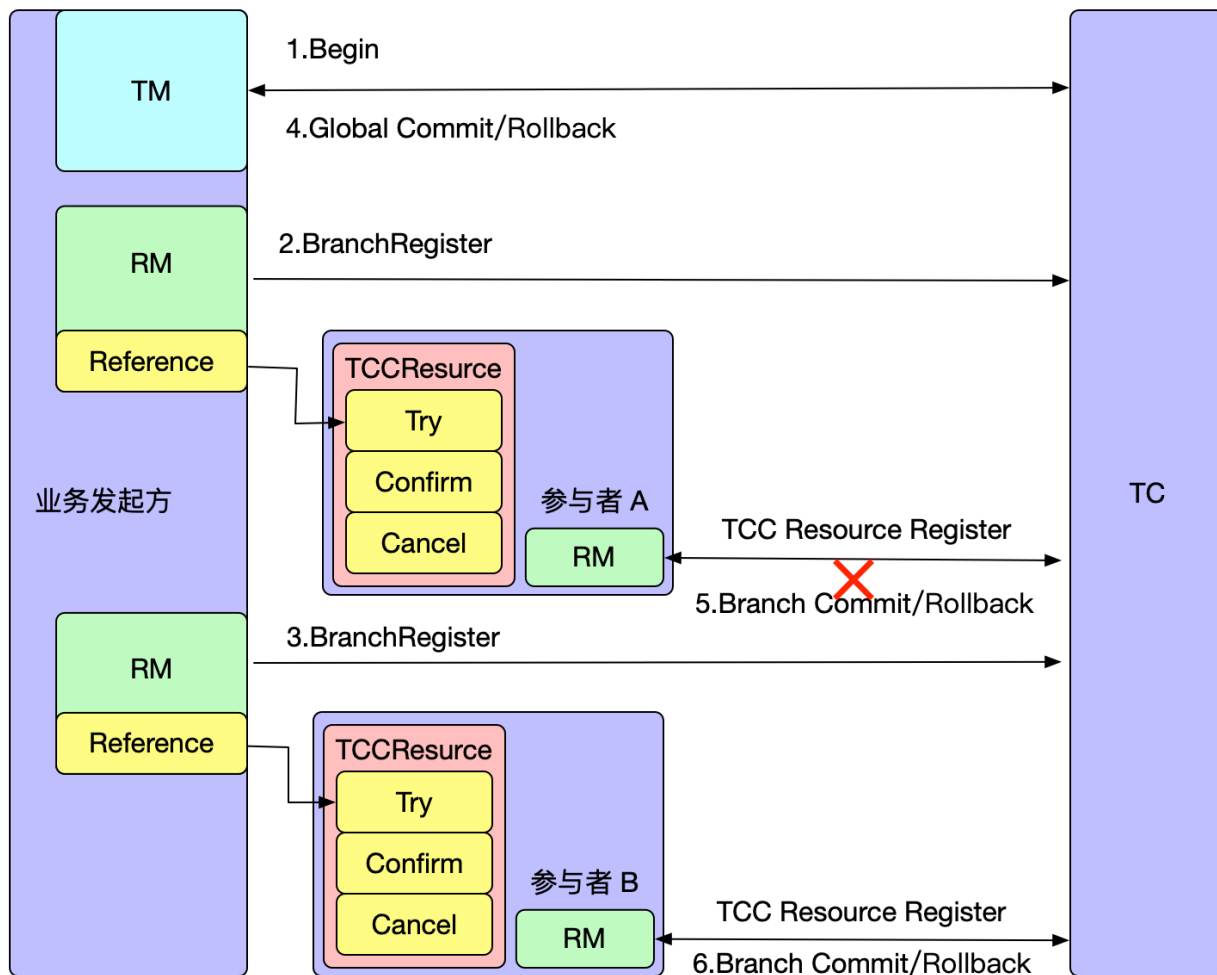 1.Begin
TM
4.Global Commit/Rollback
2.BranchRegister
RM
Reference
TCCResurce
Try
Confirm
Cancel
参与者 A
RM
业务发起方
TC
TCC Resource Register
5.Branch Commit/Rollback
3.BranchRegister
RM
Reference
TCCResurce
Try
Confirm
Cancel
参与者 B
RM
TCC Resource Register
6.Branch Commit/Rollback